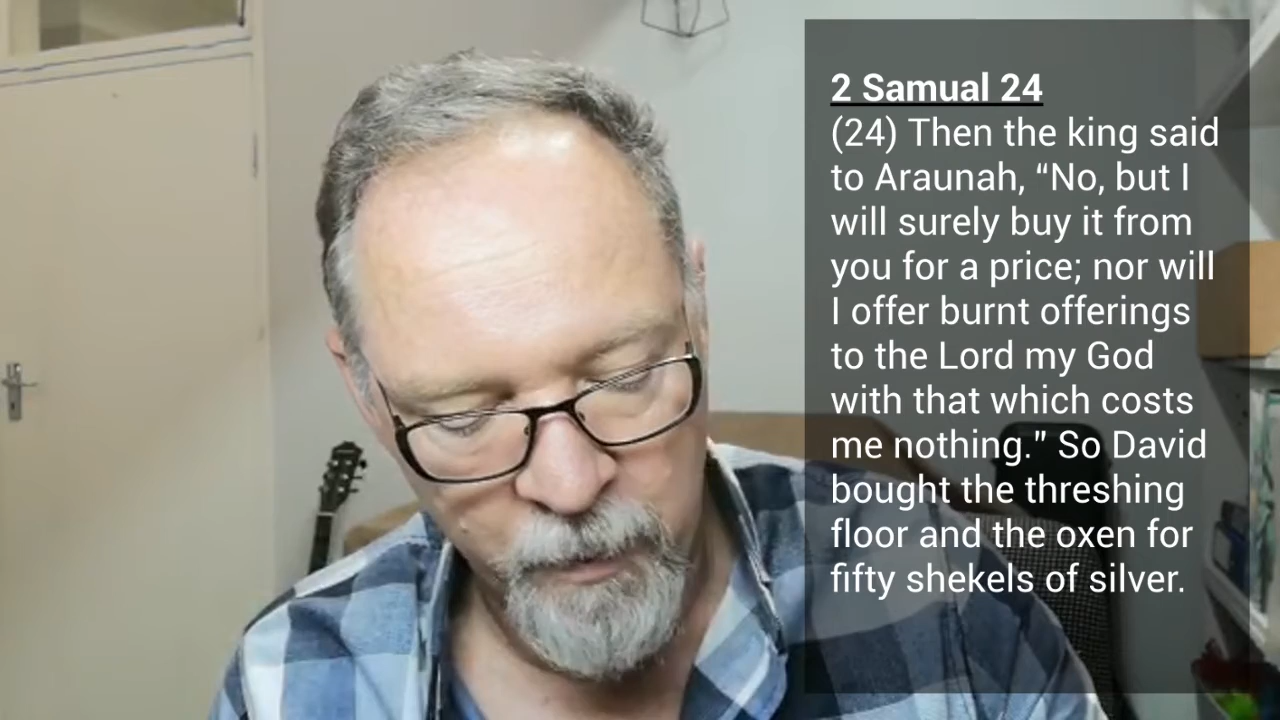 2 Samual 24
(24) Then the king said
to Araunah, “No, but I
will surely buy it from
you for a price; nor will
I offer burnt offerings
to the Lord my God
with that which costs
me nothing.” So David
bought the threshing
floor and the oxen for
fifty shekels of silver.